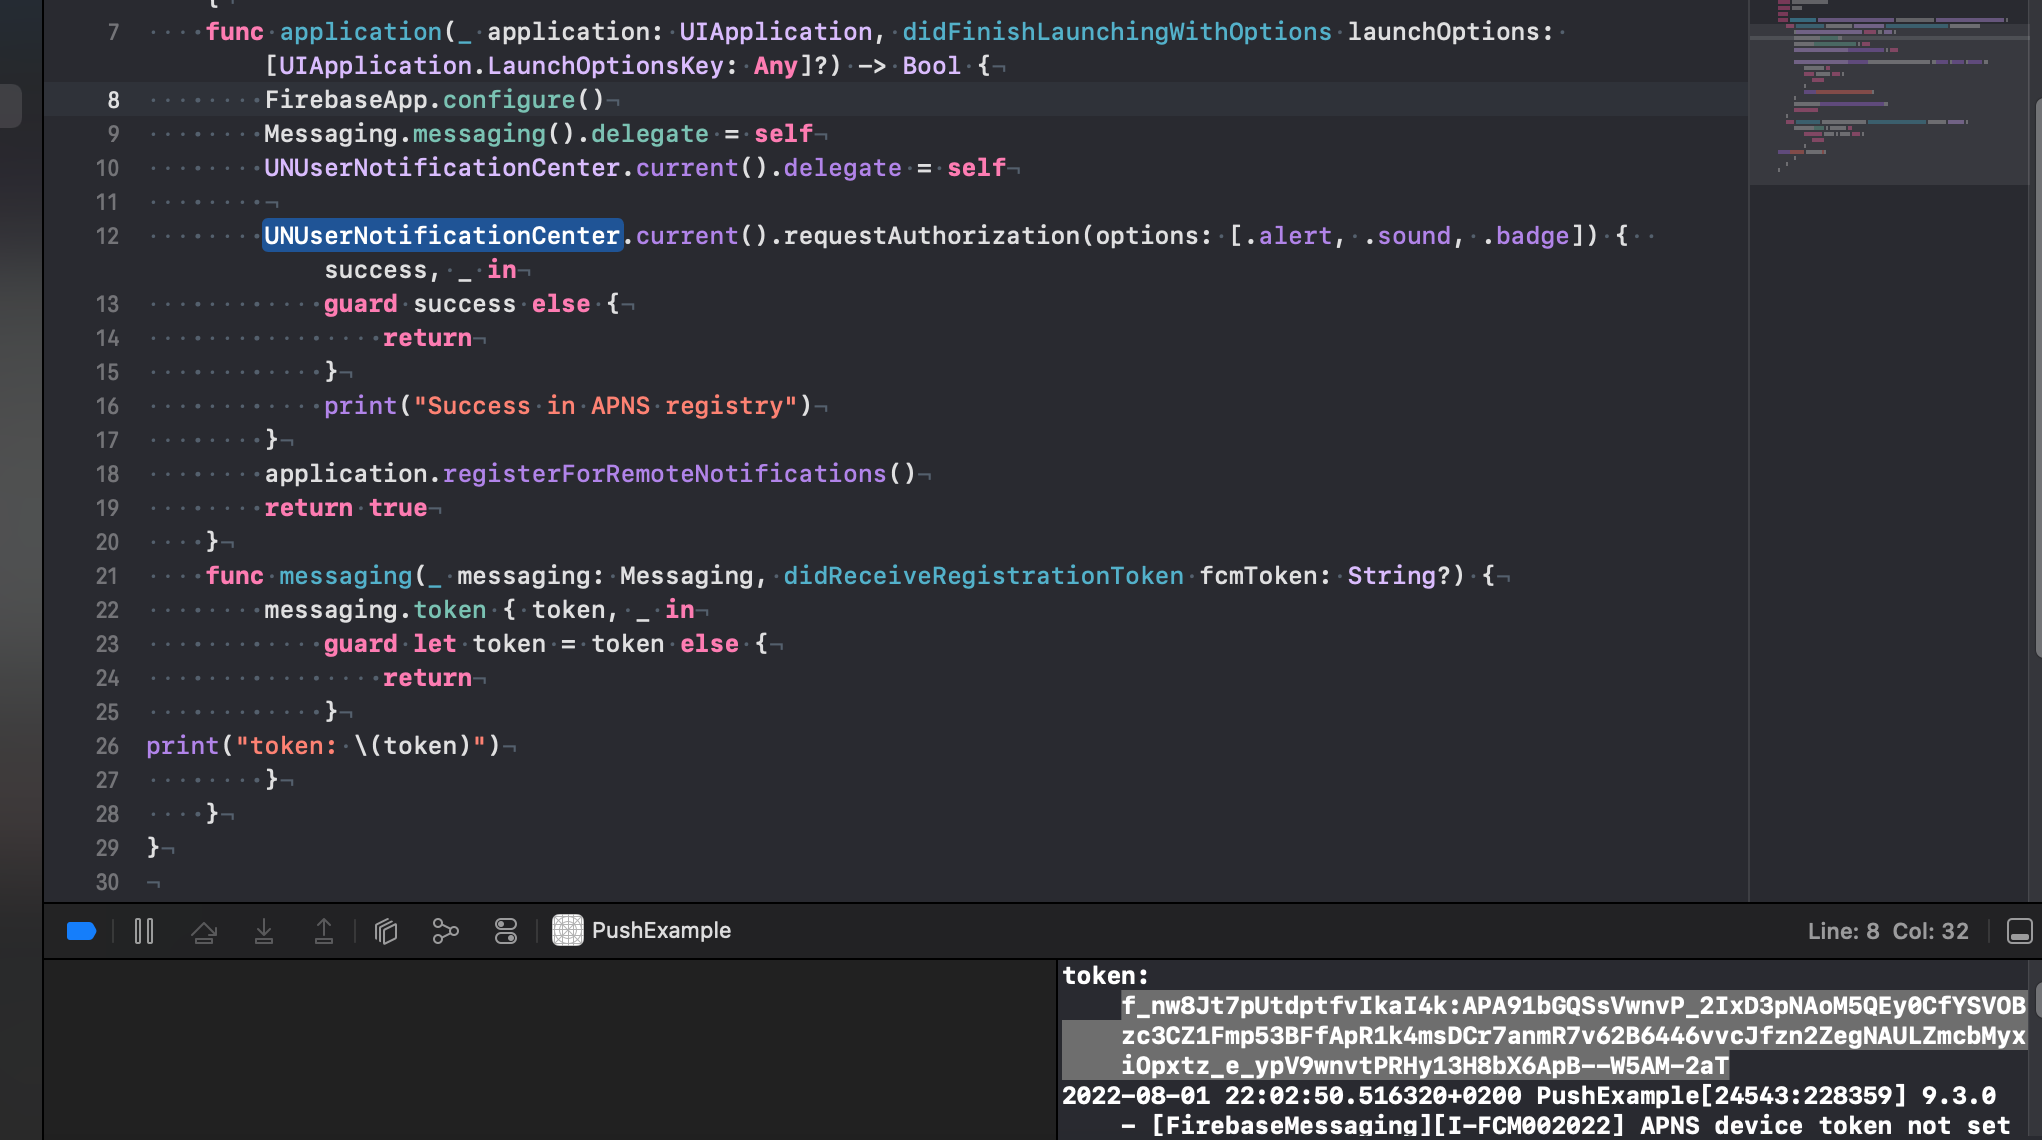 {
7 func application(_ application: UIApplication, didFinishLaunchingWithOptions launchOptions:
[UIApplication.LaunchOptionsKey: Any]?) -> Bool {
8 FirebaseApp.configure()
9 Messaging.messaging().delegate = self
10 UNUserNotificationCenter.current().delegate = self
11
12 UNUserNotificationCenter.current().requestAuthorization(options: [.alert, .sound, .badge]) {
success, _ in
13 guard success else {
14 return
15 }
16 print("Success in APNS registry")
17 }
18 application.registerForRemoteNotifications()
19 return true
20 }
21 func messaging(_ messaging: Messaging, didReceiveRegistrationToken fcmToken: String?) {
22 messaging.token { token, _ in
23 guard let token = token else {
24 return
25 }
26 print("token: \(token)")
27 }
28 }
29 }
30
PushExample
Line: 8 Col: 32
token:
f_nw8Jt7pUtdptfvIkaI4k:APA91bGQSsVwnvP_2IxD3pNAoM5QEy0CfYSVOB
zc3CZ1Fmp53BFfApR1k4msDCr7anmR7v62B6446vvcJfzn2ZegNAULZmcbMyx
iOpxtz_e_ypV9wnvtPRHy13H8bX6ApB--W5AM-2aT
2022-08-01 22:02:50.516320+0200 PushExample[24543:228359] 9.3.0
- [FirebaseMessaging][I-FCM002022] APNS device token not set